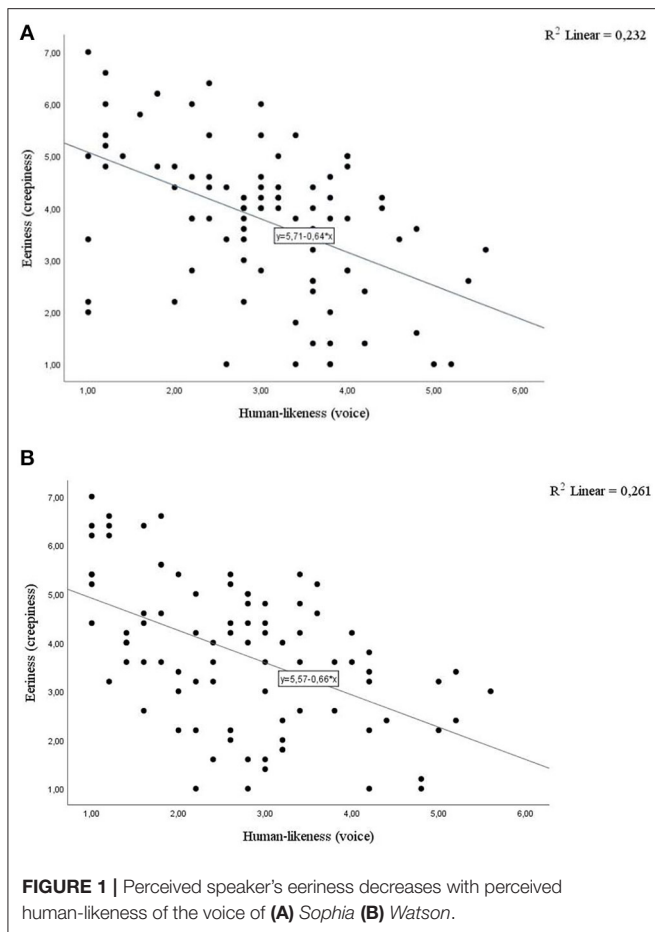 A
R² Linear = 0,232
7,00
6,00
5,00
4,00
3,00
2,00
1,00
Eeriness (creepiness)
y=5,71-0,64*x
1,00 2,00 3,00 4,00 5,00 6,00
Human-likeness (voice)
B
R² Linear = 0,261
7,00
6,00
5,00
4,00
3,00
2,00
1,00
Eeriness (creepiness)
y=5,57-0,66*x
1,00 2,00 3,00 4,00 5,00 6,00
Human-likeness (voice)
FIGURE 1 | Perceived speaker's eeriness decreases with perceived
human-likeness of the voice of (A) Sophia (B) Watson.